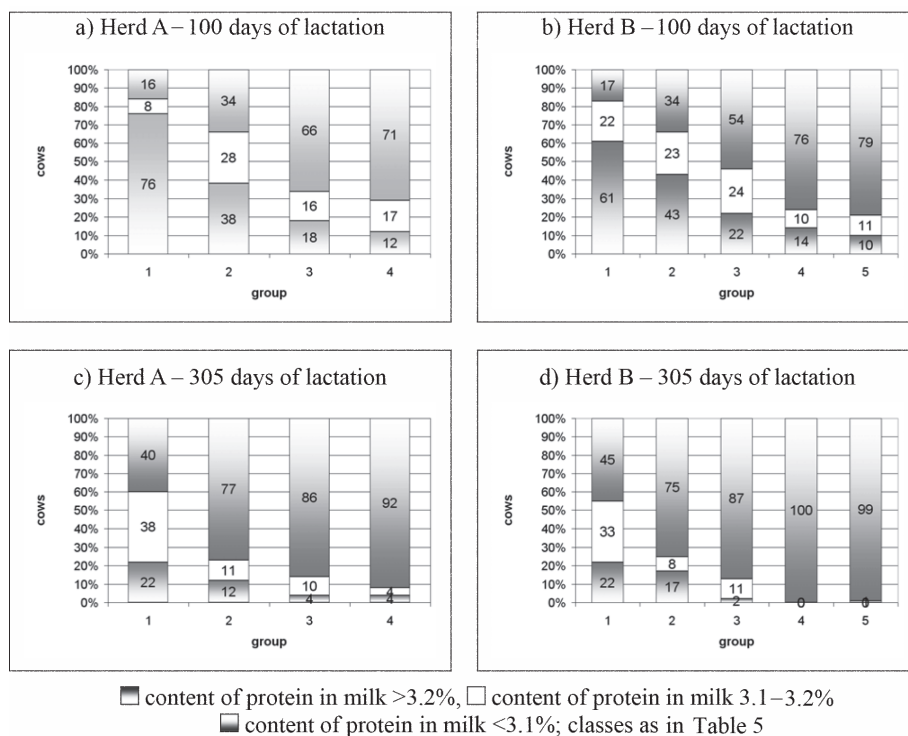 a) Herd A – 100 days of lactation
100%
90%
80%
70%
60%
50%
40%
30%
20%
10%
0%
cows
16 34 66 71
8 28 16 17
76 38 18 12
1 2 3 4
group
b) Herd B – 100 days of lactation
100%
90%
80%
70%
60%
50%
40%
30%
20%
10%
0%
cows
17 34 54 76 79
22 23 24 10 11
61 43 22 14 10
1 2 3 4 5
group
c) Herd A – 305 days of lactation
100%
90%
80%
70%
60%
50%
40%
30%
20%
10%
0%
cows
40 77 86 92
38 11 10 4
22 12 4 4
1 2 3 4
group
d) Herd B – 305 days of lactation
100%
90%
80%
70%
60%
50%
40%
30%
20%
10%
0%
cows
45 75 87 100 99
33 8 11
22 17 2 0
1 2 3 4 5
group
content of protein in milk >3.2%, content of protein in milk 3.1–3.2%
content of protein in milk <3.1%; classes as in Table 5